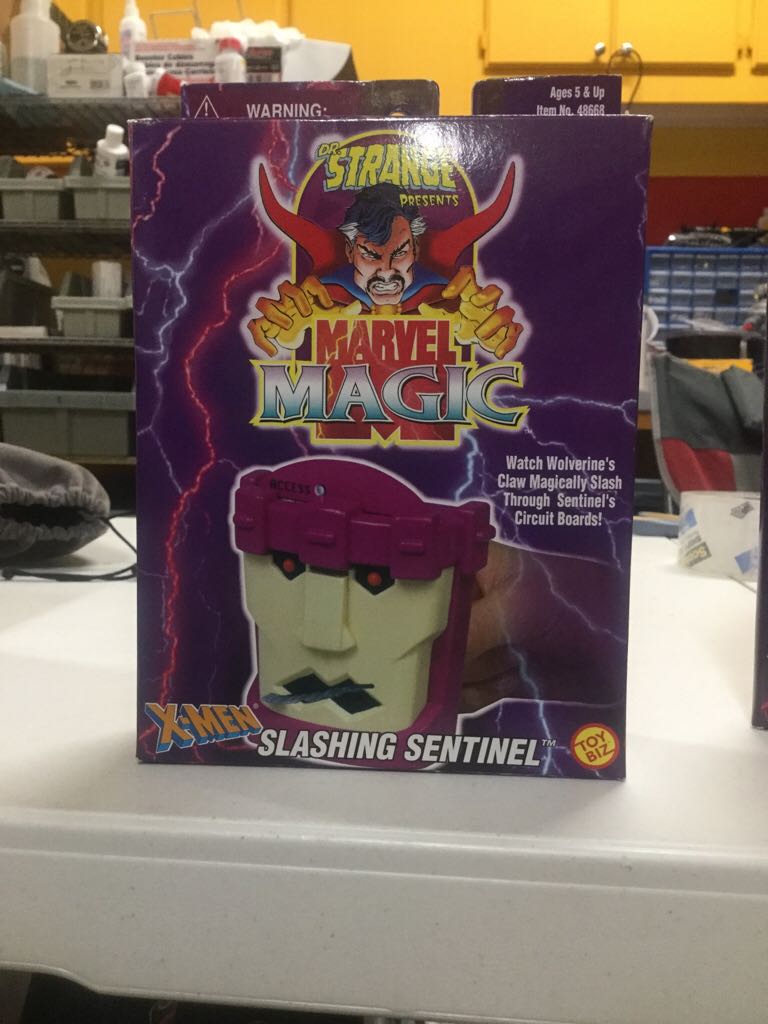 WARNING:
Ages 5 & Up
Item No. 48668
DR. STRANGE
PRESENTS
MARVEL
MAGIC
Watch Wolverine's
Claw Magically Slash
Through Sentinel's
Circuit Boards!
ACCESS
X-MEN
SLASHING SENTINEL™
TOY
BIZ